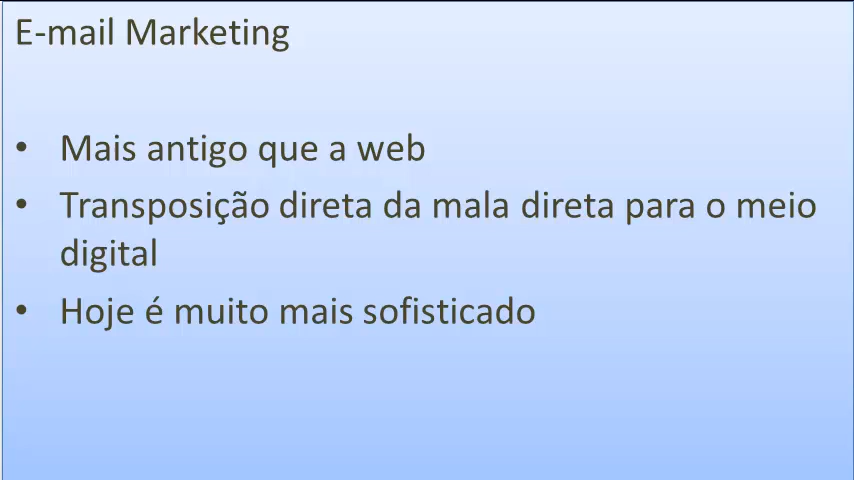 E-mail Marketing
• Mais antigo que a web
• Transposição direta da mala direta para o meio
digital
• Hoje é muito mais sofisticado